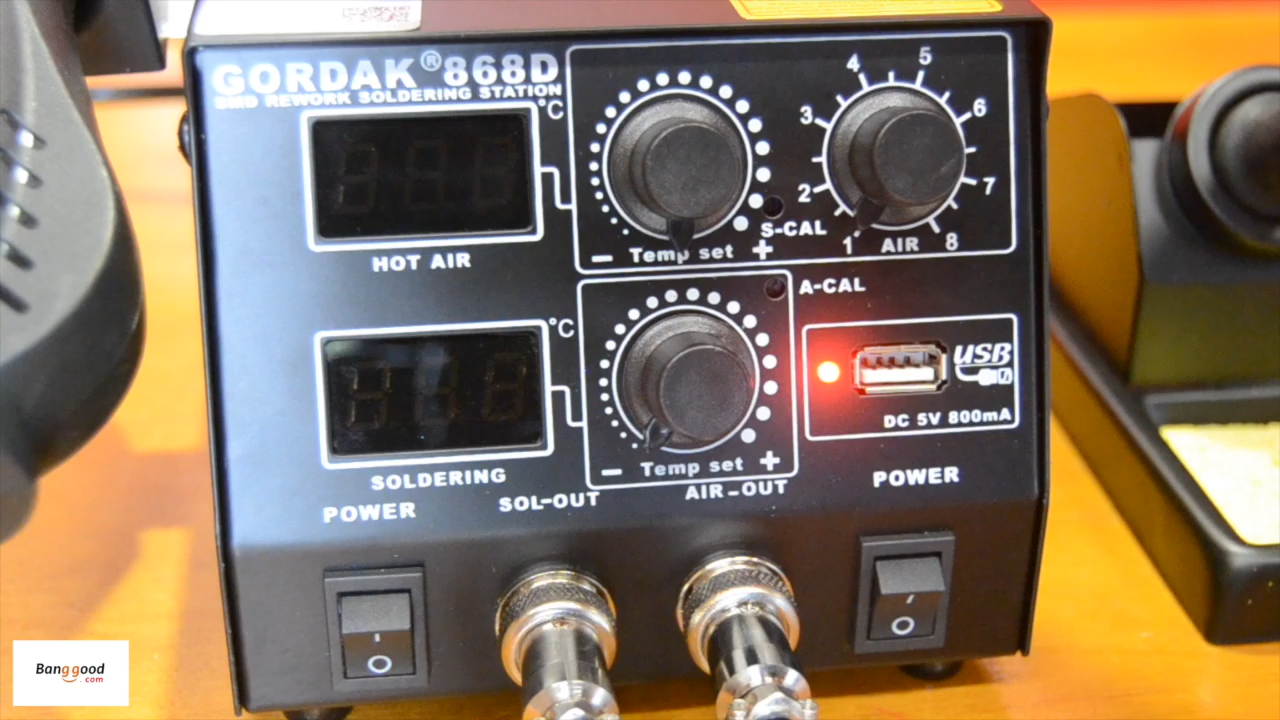 GORDAK® 868D
SMD REWORK SOLDERING STATION
°C
HOT AIR
- Temp set +
S-CAL
1 2 3 4 5 6 7 8
AIR
A-CAL
°C
SOLDERING
- Temp set +
USB
DC 5V 800mA
POWER
SOL-OUT
AIR-OUT
POWER
Banggood
.com